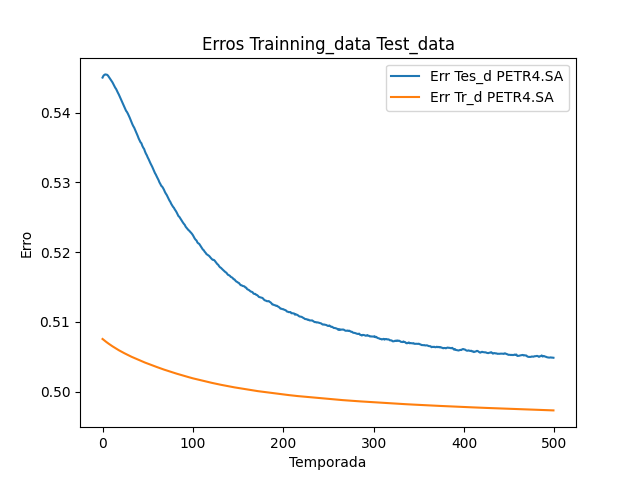 Erros Trainning_data Test_data
Err Tes_d PETR4.SA
Err Tr_d PETR4.SA
0.54
0.53
0.52
0.51
0.50
Erro
0 100 200 300 400 500
Temporada